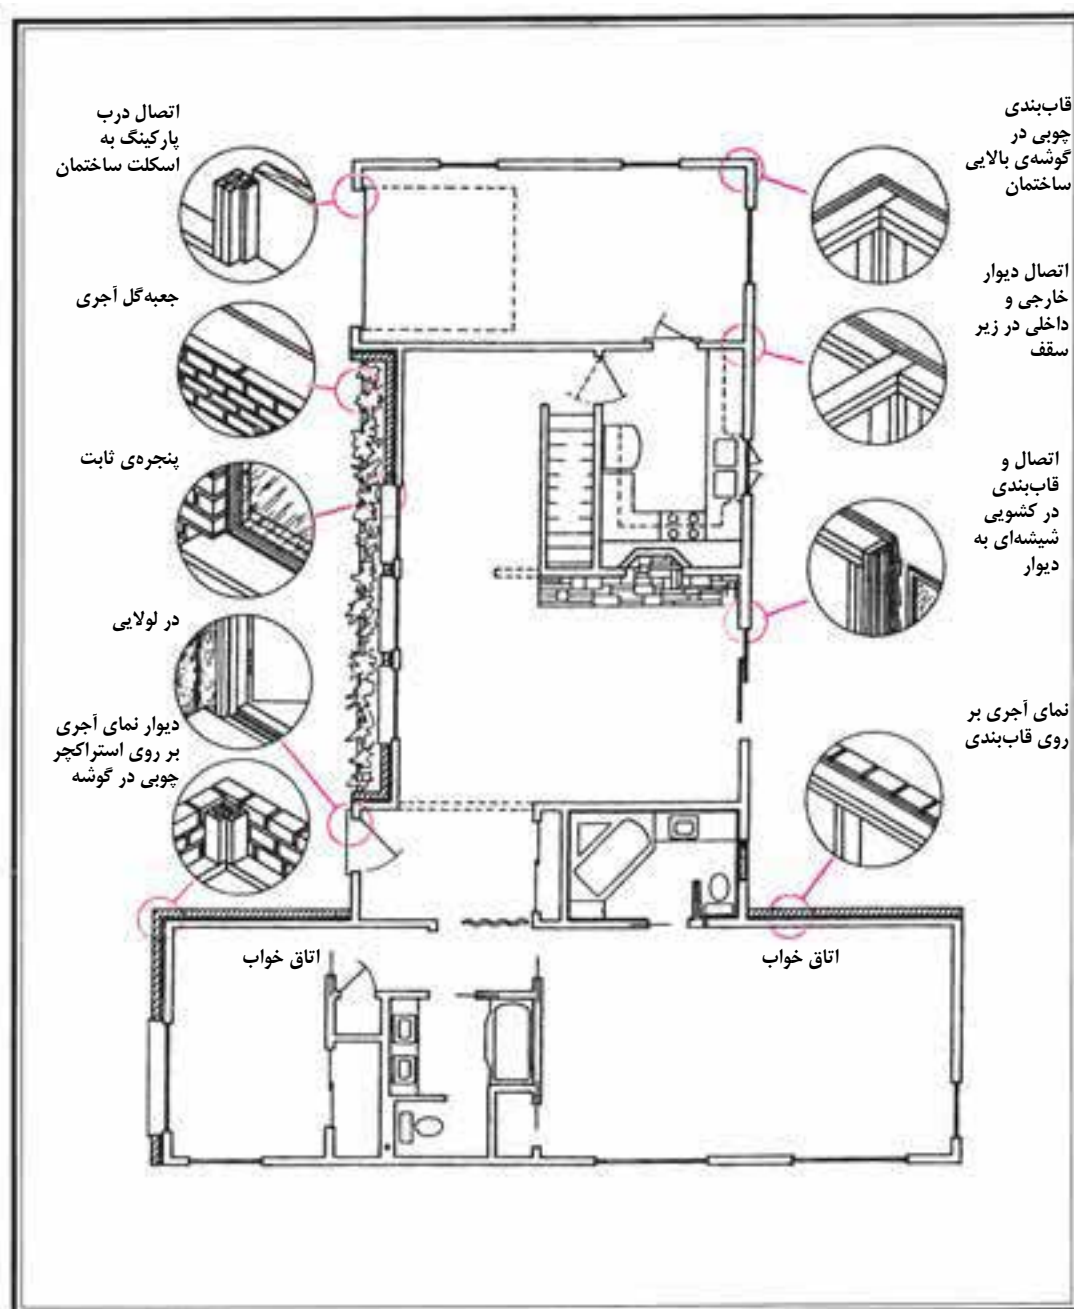 قاب‌بندی
چوبی در
گوشه‌ی بالایی
ساختمان
اتصال دیوار
خارجی و
داخلی در زیر
سقف
اتصال و
قاب‌بندی
در کشویی
شیشه‌ای به
دیوار
نمای آجری بر
روی قاب‌بندی
اتصال درب
پارکینگ به
اسکلت ساختمان
جعبه‌گل آجری
پنجره‌ی ثابت
در لولایی
دیوار نمای آجری
بر روی استراکچر
چوبی در گوشه
اتاق خواب
اتاق خواب